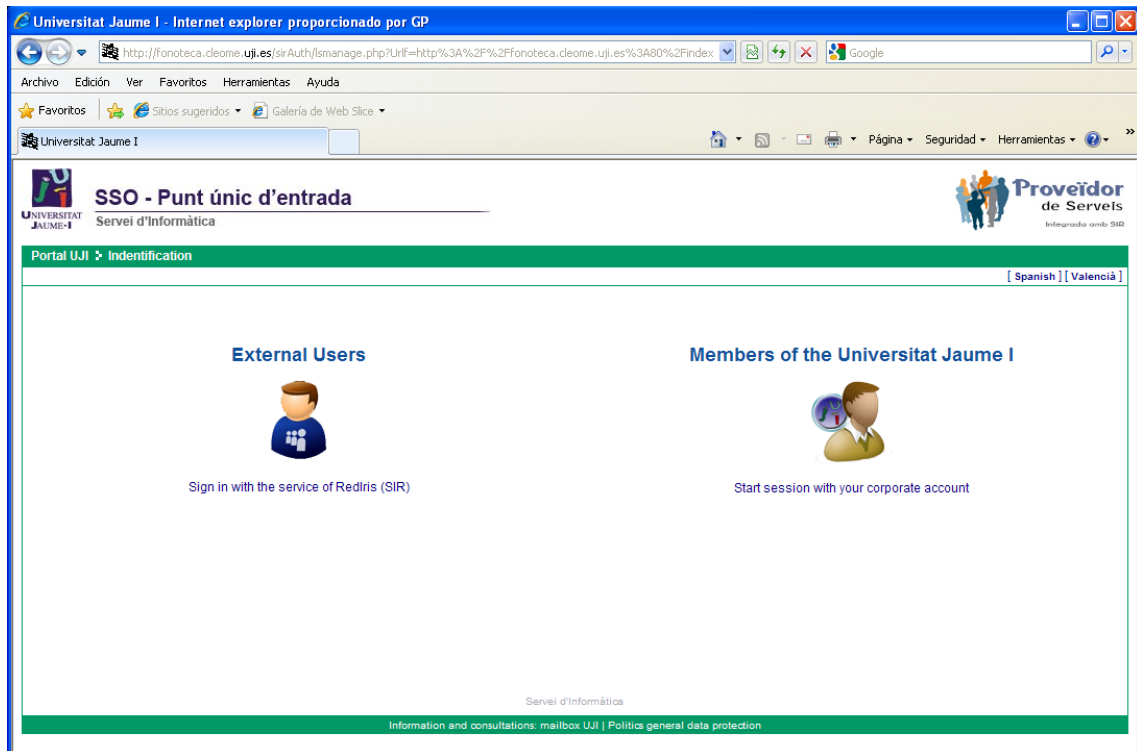 Universitat Jaume I - Internet explorer proporcionado por GP
http://fonoteca.cleome.uji.es/sirAuth/lsmanage.php?Urlf=http%3A%2F%2Ffonoteca.cleome.uji.es%3A80%2Findex
Google
Archivo Edición Ver Favoritos Herramientas Ayuda
Favoritos Sitios sugeridos Galería de Web Slice
Universitat Jaume I Página Seguridad Herramientas
UNIVERSITAT
JAUME·I
SSO - Punt únic d'entrada
Servei d'Informàtica
Proveïdor
de Serveis
Integrado amb SIR
Portal UJI Indentification
[ Spanish ] [ Valencià ]
External Users
Members of the Universitat Jaume I
Sign in with the service of RedIris (SIR)
Start session with your corporate account
Servei d'Informàtica
Information and consultations: mailbox UJI | Politics general data protection